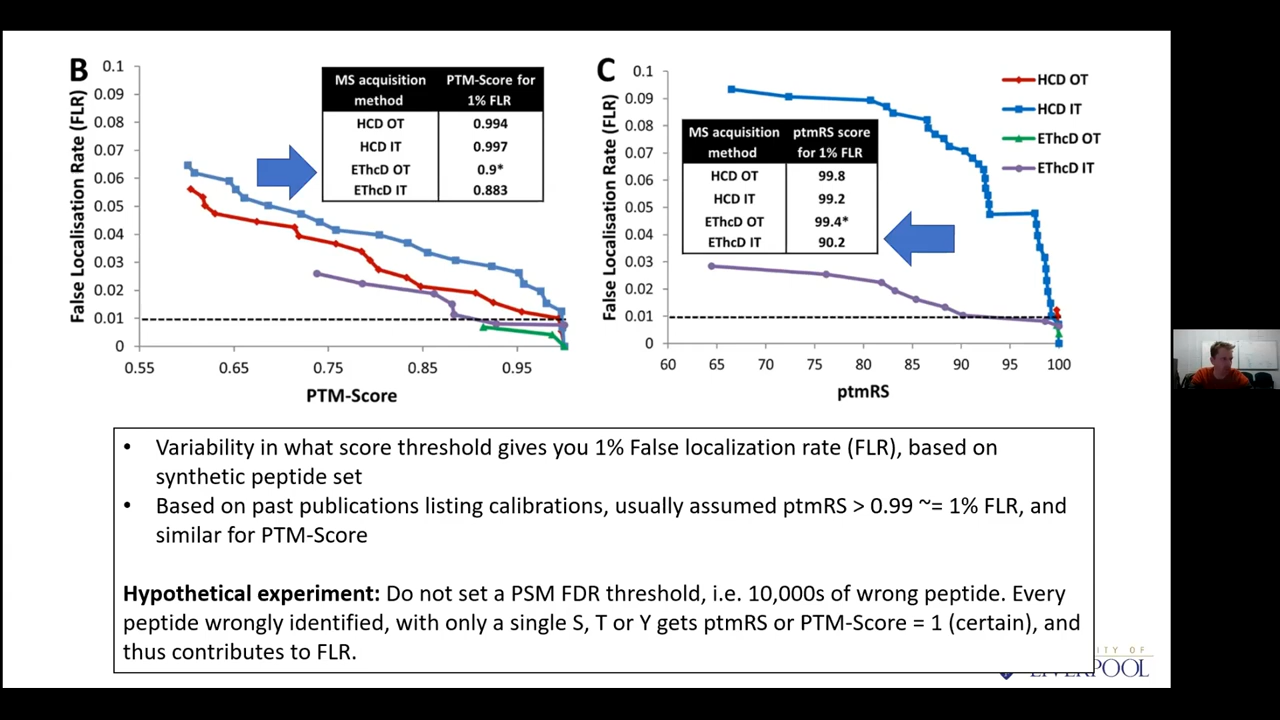 B
False Localisation Rate (FLR)
0.1
0.09
0.08
0.07
0.06
0.05
0.04
0.03
0.02
0.01
0
0.55 0.65 0.75 0.85 0.95
PTM-Score
MS acquisition method PTM-Score for 1% FLR
HCD OT 0.994
HCD IT 0.997
EThcD OT 0.9*
EThcD IT 0.883
C
False Localisation Rate (FLR)
0.1
0.09
0.08
0.07
0.06
0.05
0.04
0.03
0.02
0.01
0
60 65 70 75 80 85 90 95 100
ptmRS
MS acquisition method ptmRS score for 1% FLR
HCD OT 99.8
HCD IT 99.2
EThcD OT 99.4*
EThcD IT 90.2
HCD OT
HCD IT
EThcD OT
EThcD IT
• Variability in what score threshold gives you 1% False localization rate (FLR), based on
synthetic peptide set
• Based on past publications listing calibrations, usually assumed ptmRS > 0.99 ~= 1% FLR, and
similar for PTM-Score
Hypothetical experiment: Do not set a PSM FDR threshold, i.e. 10,000s of wrong peptide. Every
peptide wrongly identified, with only a single S, T or Y gets ptmRS or PTM-Score = 1 (certain), and
thus contributes to FLR.
ITY OF
LIVERPOOL